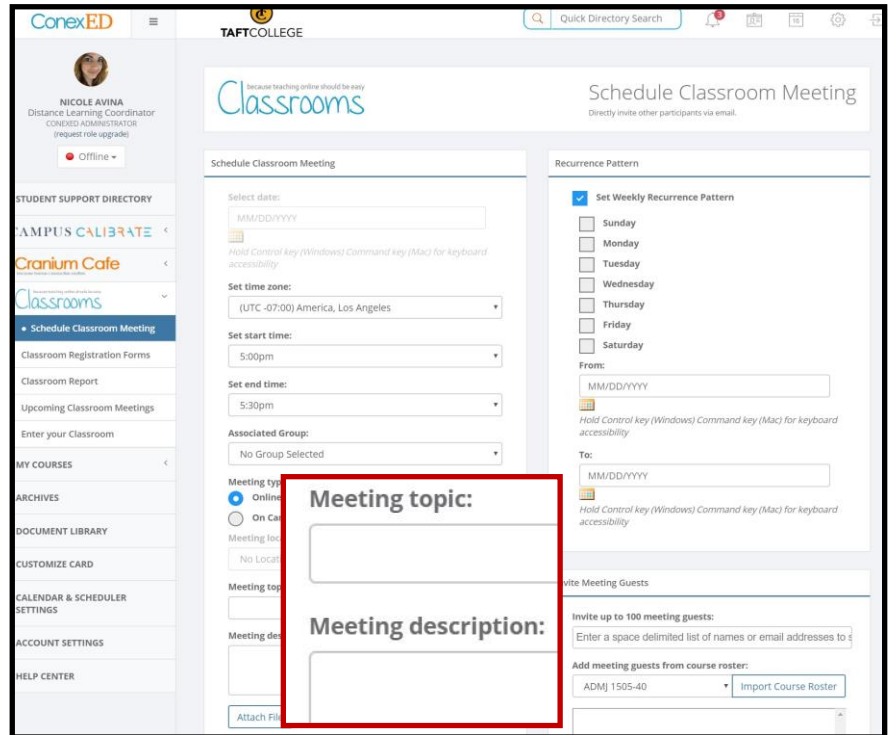 ConexED
TAFTCOLLEGE
Quick Directory Search
3
NICOLE AVINA
Distance Learning Coordinator
CONEXED ADMINISTRATOR
(request role upgrade)
Offline
STUDENT SUPPORT DIRECTORY
CAMPUS CALIBRATE
Cranium Cafe
Classrooms
• Schedule Classroom Meeting
Classroom Registration Forms
Classroom Report
Upcoming Classroom Meetings
Enter your Classroom
MY COURSES
ARCHIVES
DOCUMENT LIBRARY
CUSTOMIZE CARD
CALENDAR & SCHEDULER
SETTINGS
ACCOUNT SETTINGS
HELP CENTER
because teaching online should be easy
Classrooms
Schedule Classroom Meeting
Directly invite other participants via email.
Schedule Classroom Meeting
Select date:
MM/DD/YYYY
Hold Control key (Windows) Command key (Mac) for keyboard
accessibility
Set time zone:
(UTC -07:00) America, Los Angeles
Set start time:
5:00pm
Set end time:
5:30pm
Associated Group:
No Group Selected
Meeting typ
Online
On Ca
Meeting loc
No Locat
Meeting top
Meeting des
Attach File
Meeting topic:
Meeting description:
Recurrence Pattern
Set Weekly Recurrence Pattern
Sunday
Monday
Tuesday
Wednesday
Thursday
Friday
Saturday
From:
MM/DD/YYYY
Hold Control key (Windows) Command key (Mac) for keyboard
accessibility
To:
MM/DD/YYYY
Hold Control key (Windows) Command key (Mac) for keyboard
accessibility
vite Meeting Guests
Invite up to 100 meeting guests:
Enter a space delimited list of names or email addresses to s
Add meeting guests from course roster:
ADMJ 1505-40
Import Course Roster